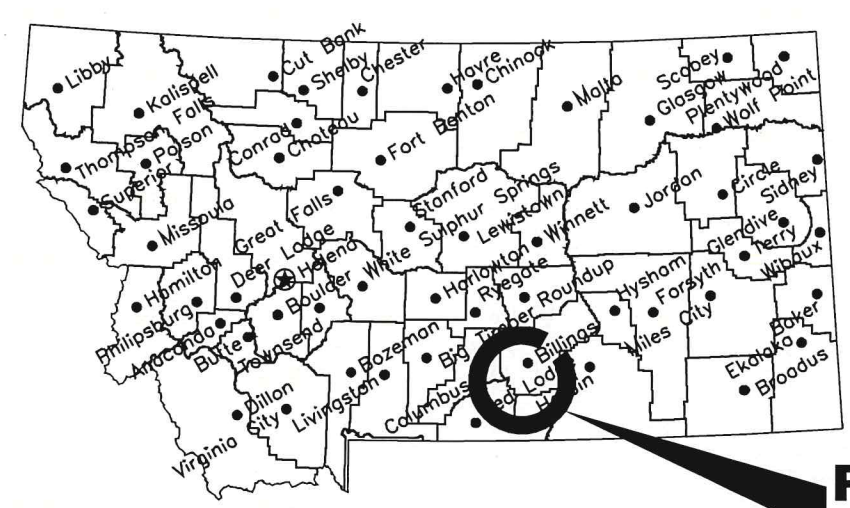 Libby
Kalispell
Cut Bank
Shelby
Chester
Havre
Chinook
Malta
Scobey
Glasgow
Plentywood
Wolf Point
Thompson Falls
Polson
Conrad
Choteau
Fort Benton
Superior
Missoula
Great Falls
Stanford
Lewistown
Winnett
Jordan
Circle
Sidney
Glendive
Terry
Wibaux
Hamilton
Philipsburg
Deer Lodge
Helena
Boulder
White Sulphur Springs
Harlowton
Ryegate
Roundup
Hysham
Forsyth
Miles City
Anaconda
Butte
Townsend
Bozeman
Big Timber
Billings
Baker
Ekalaka
Broadus
Dillon
Virginia City
Livingston
Columbus
P